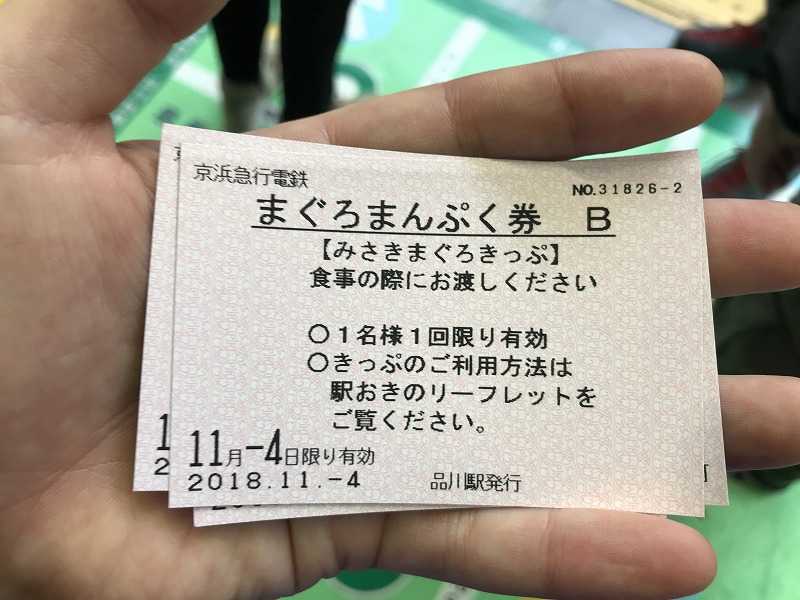 京浜急行電鉄
NO.31826-2
まぐろまんぷく券 B
【みさきまぐろきっぷ】
食事の際にお渡しください
○1名様1回限り有効
○きっぷのご利用方法は
駅おきのリーフレットを
ご覧ください。
11月-4日限り有効
2018.11.-4 品川駅発行